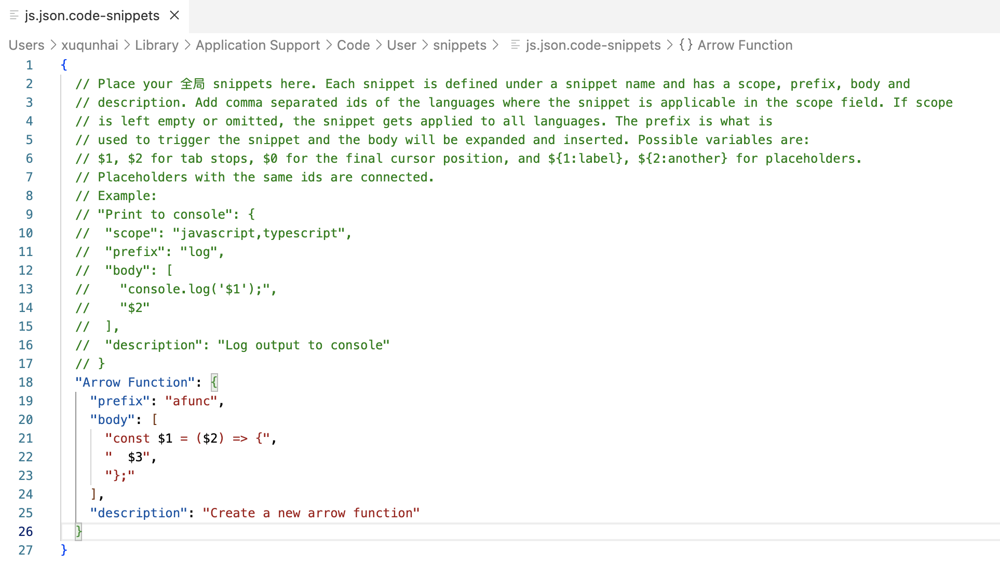 js.json.code-snippets
Users > xuqunhai > Library > Application Support > Code > User > snippets > js.json.code-snippets > {} Arrow Function
1 {
2 // Place your 全局 snippets here. Each snippet is defined under a snippet name and has a scope, prefix, body and
3 // description. Add comma separated ids of the languages where the snippet is applicable in the scope field. If scope
4 // is left empty or omitted, the snippet gets applied to all languages. The prefix is what is
5 // used to trigger the snippet and the body will be expanded and inserted. Possible variables are:
6 // $1, $2 for tab stops, $0 for the final cursor position, and ${1:label}, ${2:another} for placeholders.
7 // Placeholders with the same ids are connected.
8 // Example:
9 // "Print to console": {
10 //  "scope": "javascript,typescript",
11 //  "prefix": "log",
12 //  "body": [
13 //    "console.log('$1');",
14 //    "$2"
15 //  ],
16 //  "description": "Log output to console"
17 // }
18 "Arrow Function": {
19 "prefix": "afunc",
20 "body": [
21 "const $1 = ($2) => {",
22 "  $3",
23 "};"
24 ],
25 "description": "Create a new arrow function"
26 }
27 }